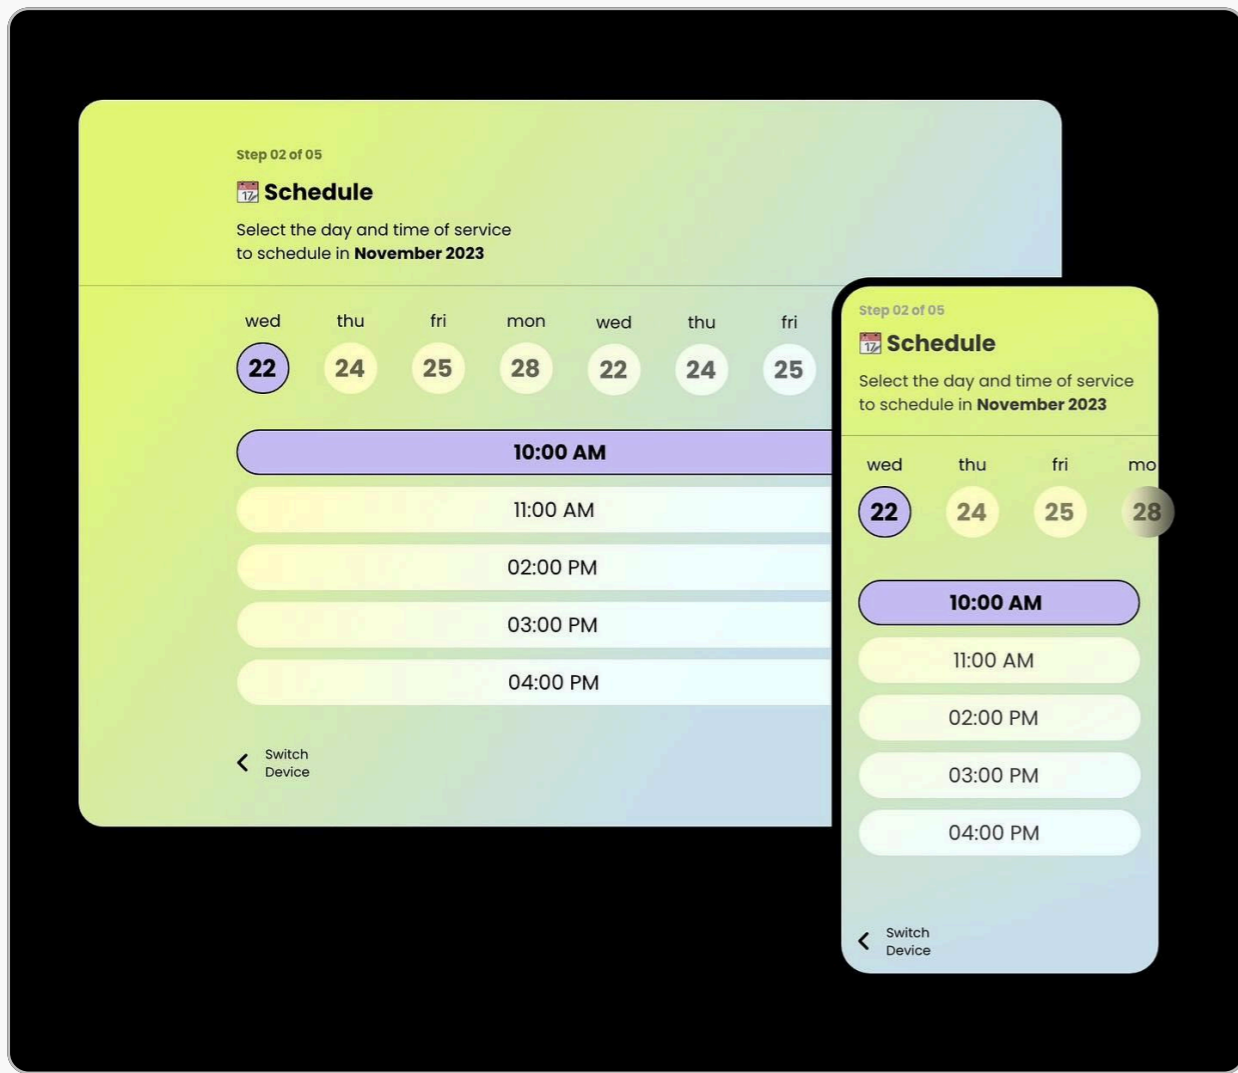 Step 02 of 05
Schedule
Select the day and time of service
to schedule in November 2023
wed thu fri mon wed thu fri
22 24 25 28 22 24 25
10:00 AM
11:00 AM
02:00 PM
03:00 PM
04:00 PM
Switch
Device
Step 02 of 05
Schedule
Select the day and time of service
to schedule in November 2023
wed thu fri mo
22 24 25 28
10:00 AM
11:00 AM
02:00 PM
03:00 PM
04:00 PM
Switch
Device